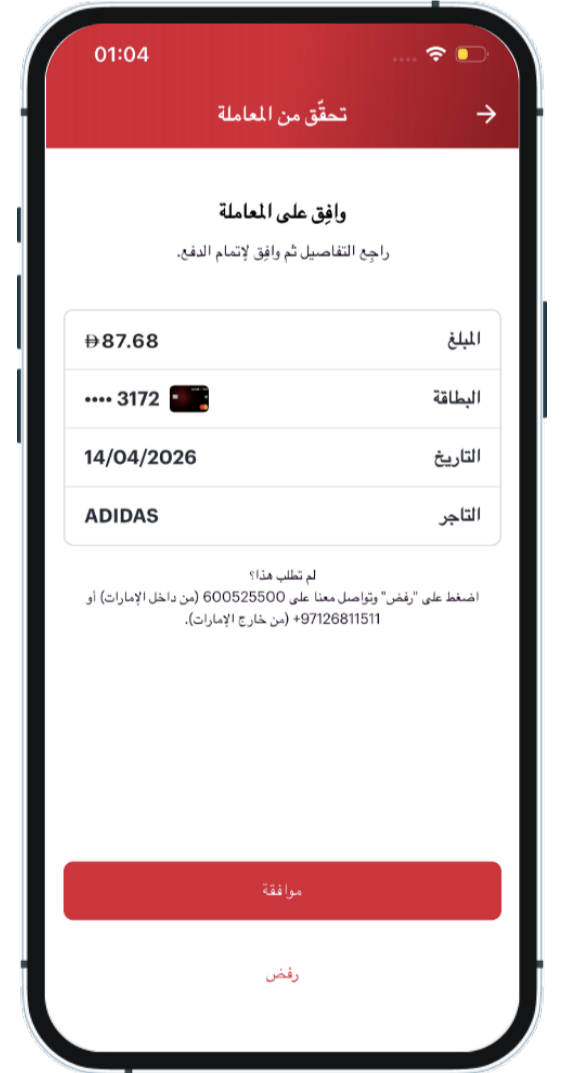 01:04
تحقّق من المعاملة
وافِق على المعاملة
راجِع التفاصيل ثم وافِق لإتمام الدفع.
المبلغ 87.68
البطاقة •••• 3172
التاريخ 14/04/2026
التاجر ADIDAS
لم تطلب هذا؟
اضغط على "رفض" وتواصل معنا على 600525500 (من داخل الإمارات) أو
97126811511+ (من خارج الإمارات).
موافقة
رفض